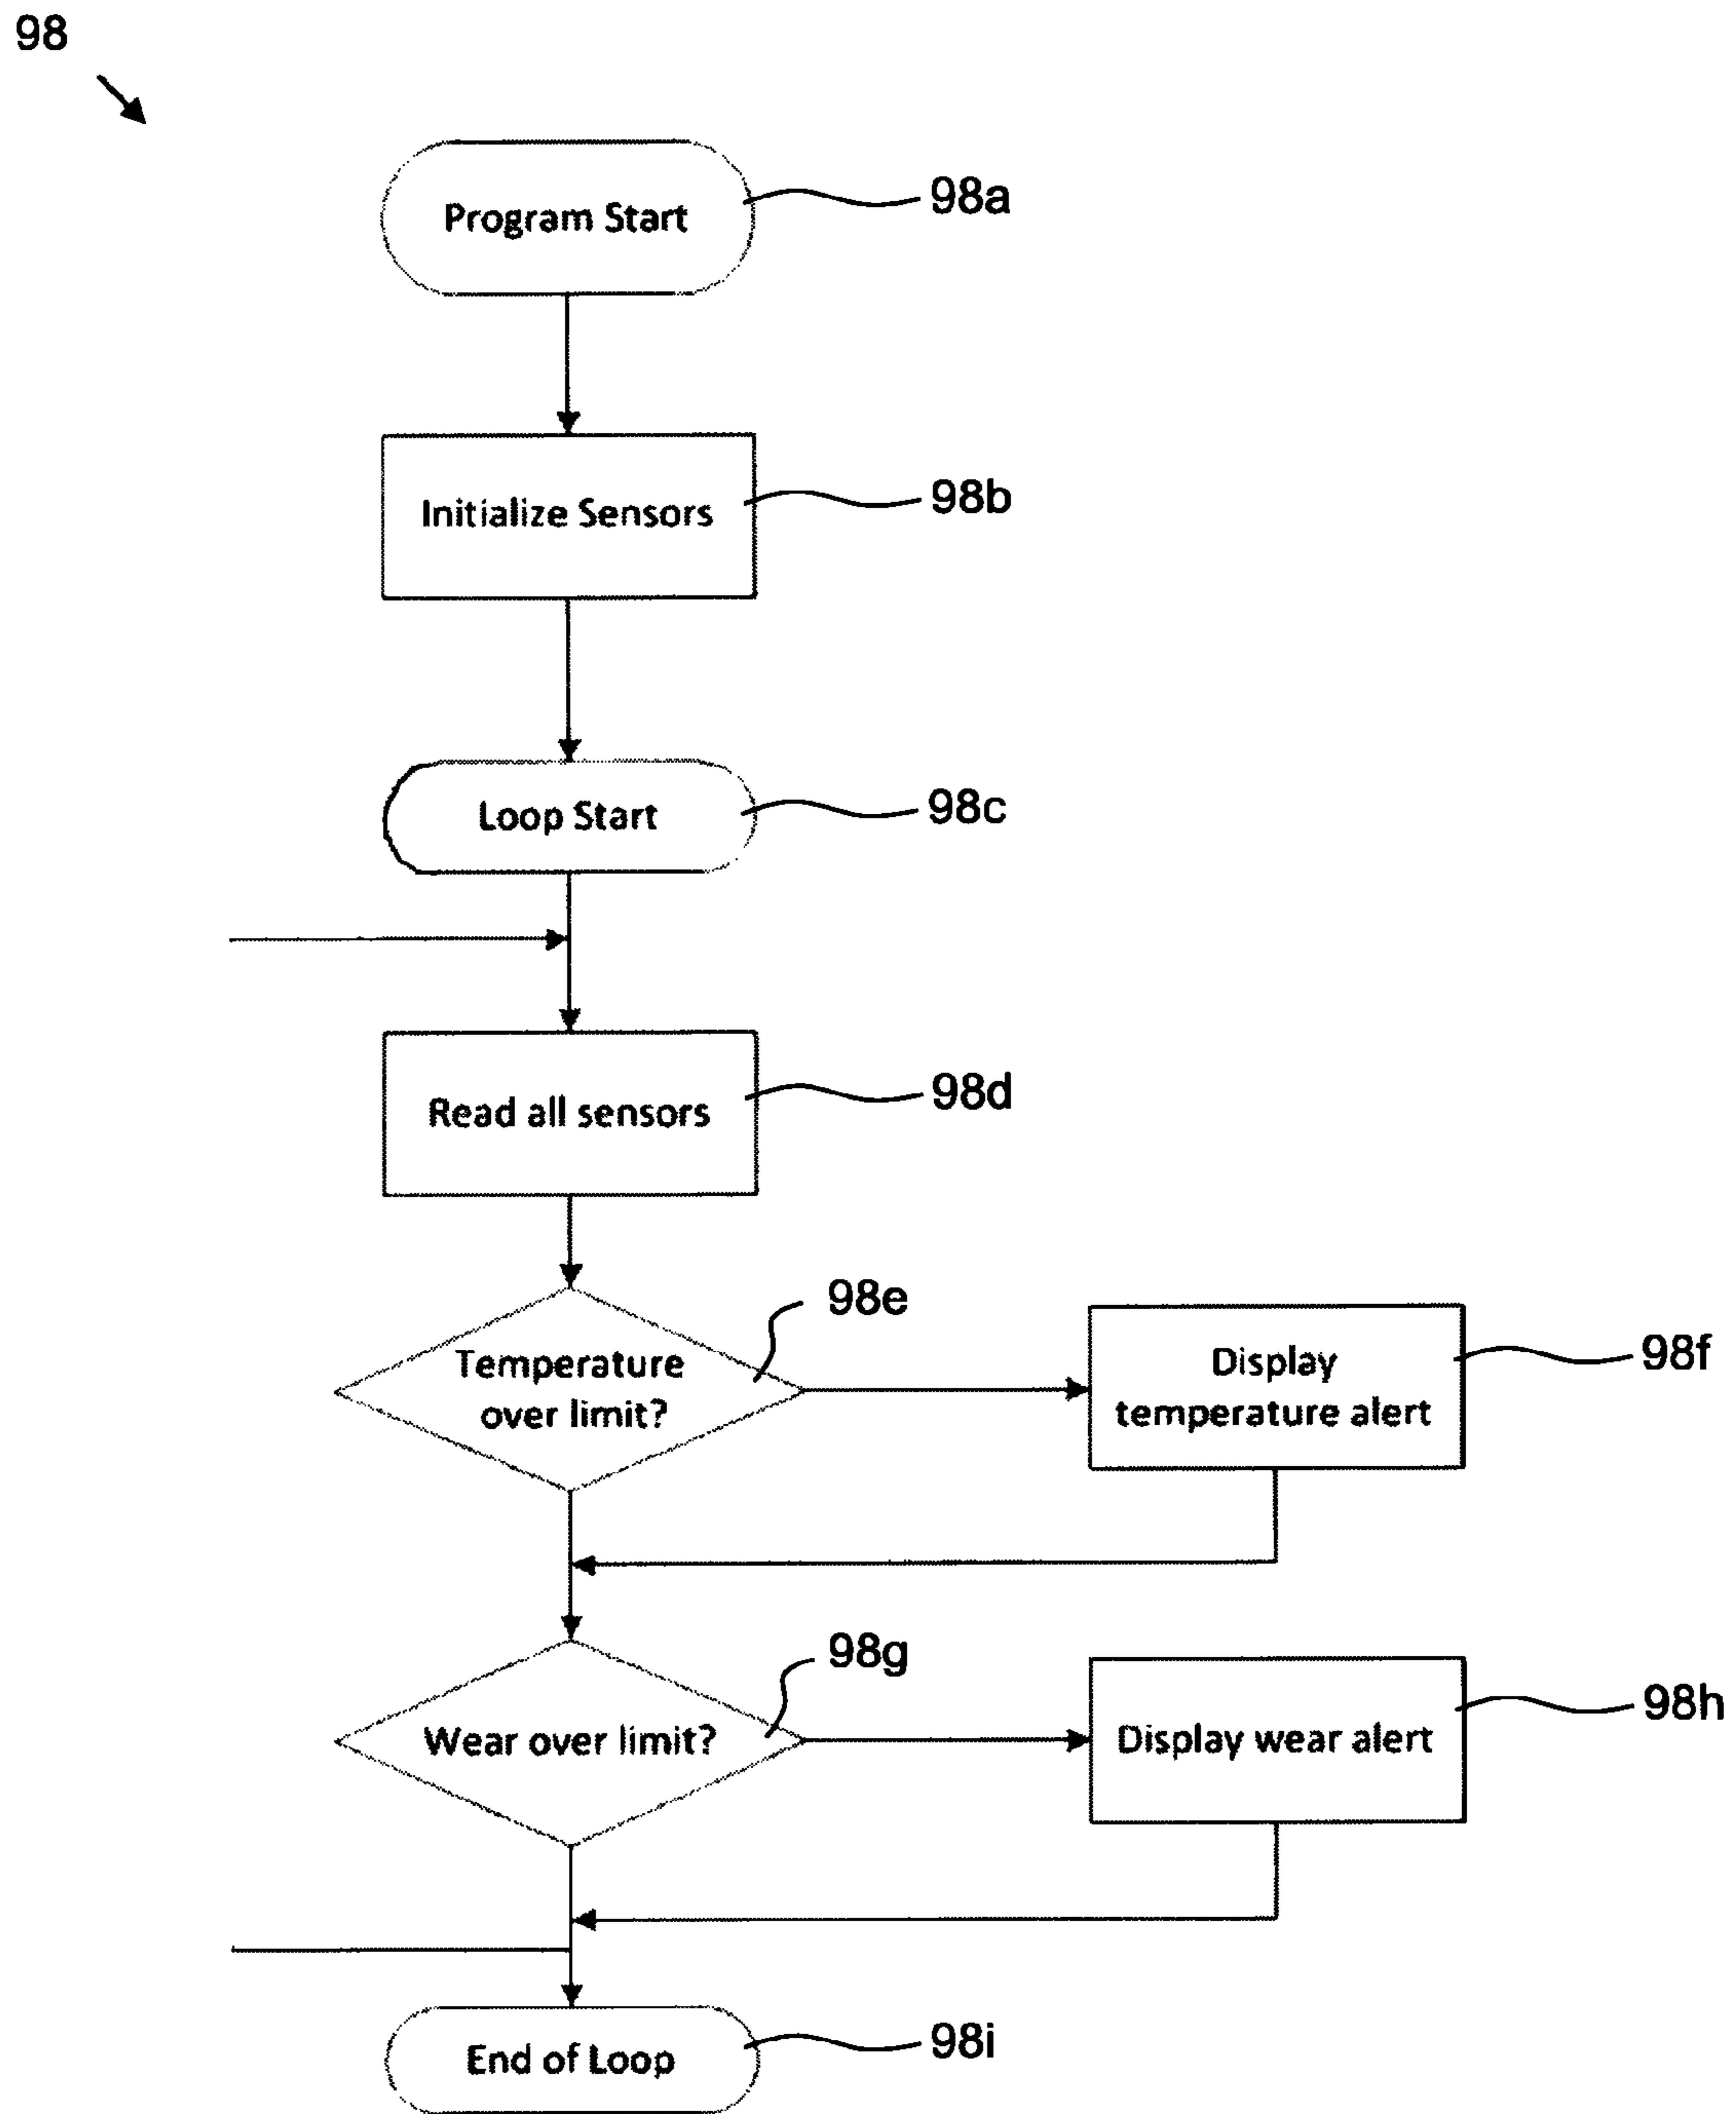 98
Program Start
98a
Initialize Sensors
98b
Loop Start
98c
Read all sensors
98d
98e
Temperature
over limit?
Display
temperature alert
98f
98g
Wear over limit?
Display wear alert
98h
End of Loop
98i